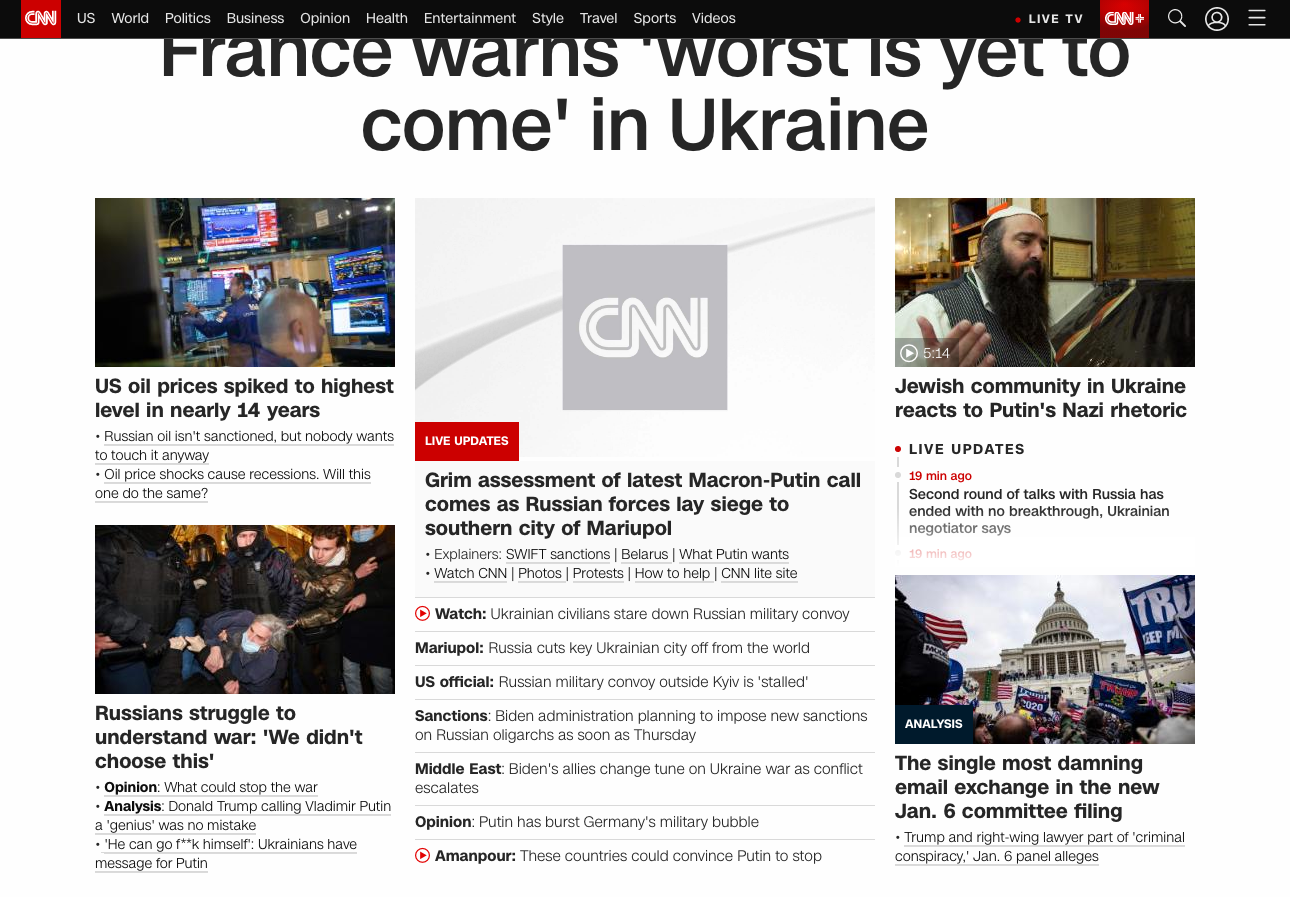 CNN US World Politics Business Opinion Health Entertainment Style Travel Sports Videos LIVE TV CNN+
France warns 'worst is yet to
come' in Ukraine
US oil prices spiked to highest
level in nearly 14 years
• Russian oil isn't sanctioned, but nobody wants
to touch it anyway
• Oil price shocks cause recessions. Will this
one do the same?
Russians struggle to
understand war: 'We didn't
choose this'
• Opinion: What could stop the war
• Analysis: Donald Trump calling Vladimir Putin
a 'genius' was no mistake
• 'He can go f**k himself': Ukrainians have
message for Putin
CNN
LIVE UPDATES
Grim assessment of latest Macron-Putin call
comes as Russian forces lay siege to
southern city of Mariupol
• Explainers: SWIFT sanctions | Belarus | What Putin wants
• Watch CNN | Photos | Protests | How to help | CNN lite site
Watch: Ukrainian civilians stare down Russian military convoy
Mariupol: Russia cuts key Ukrainian city off from the world
US official: Russian military convoy outside Kyiv is 'stalled'
Sanctions: Biden administration planning to impose new sanctions
on Russian oligarchs as soon as Thursday
Middle East: Biden's allies change tune on Ukraine war as conflict
escalates
Opinion: Putin has burst Germany's military bubble
Amanpour: These countries could convince Putin to stop
5:14
Jewish community in Ukraine
reacts to Putin's Nazi rhetoric
LIVE UPDATES
19 min ago
Second round of talks with Russia has
ended with no breakthrough, Ukrainian
negotiator says
19 min ago
TRUMP
KEEP
Trump
2020
TRUMP
ANALYSIS
The single most damning
email exchange in the new
Jan. 6 committee filing
• Trump and right-wing lawyer part of 'criminal
conspiracy,' Jan. 6 panel alleges